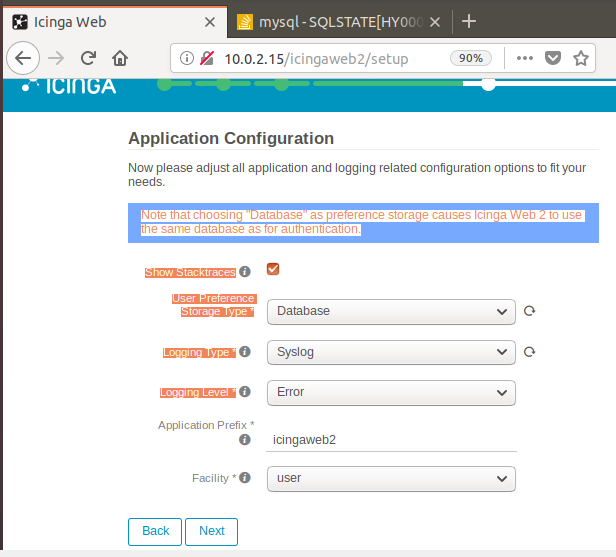 Icinga Web
mysql - SQLSTATE[HY000
10.0.2.15/icingaweb2/setup
90%
ICINGA
Application Configuration
Now please adjust all application and logging related configuration options to fit your
needs.
Note that choosing "Database" as preference storage causes Icinga Web 2 to use
the same database as for authentication.
Show Stacktraces
User Preference
Storage Type * Database
Logging Type * Syslog
Logging Level * Error
Application Prefix *
icingaweb2
Facility * user
Back Next